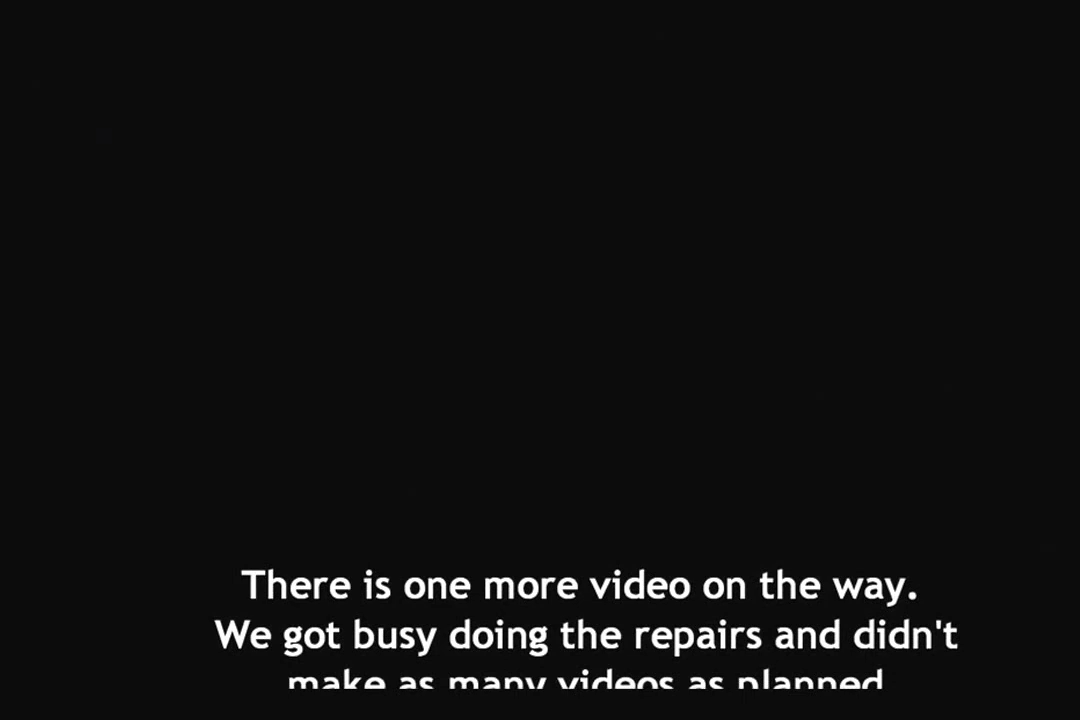 There is one more video on the way.
We got busy doing the repairs and didn't
make as many videos as planned